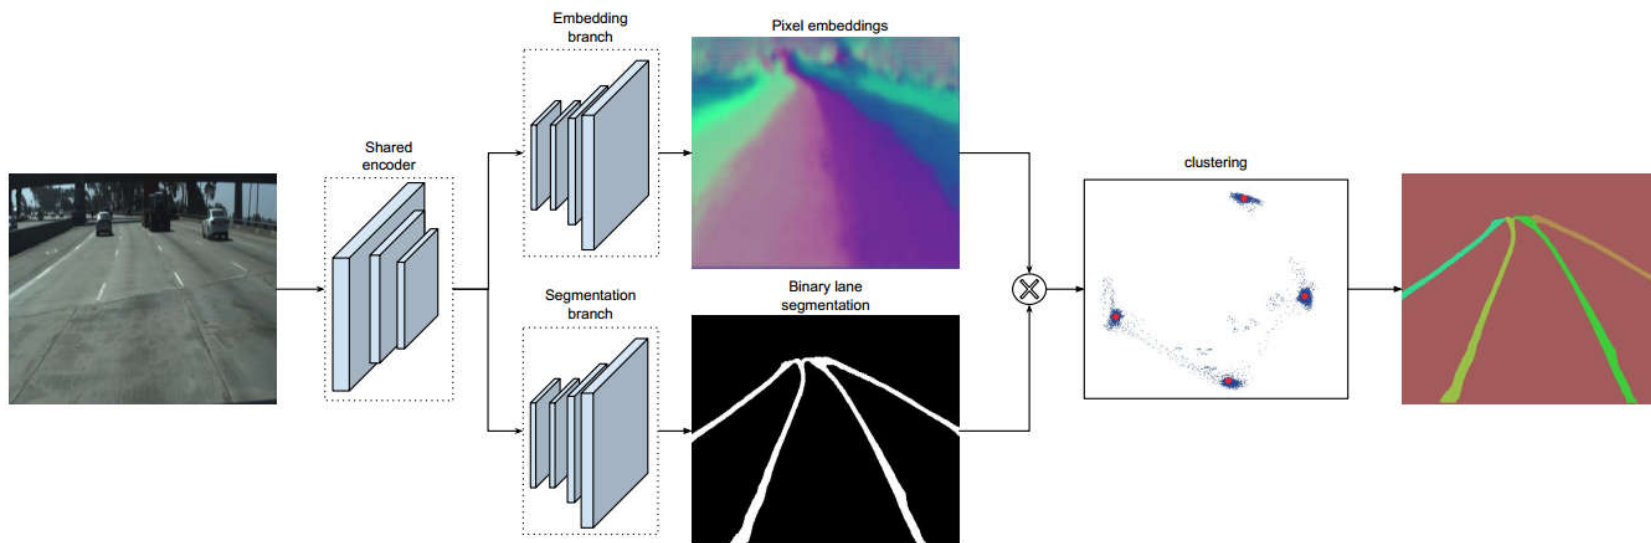 Embedding
branch
Pixel embeddings
Shared
encoder
clustering
Segmentation
branch
Binary lane
segmentation